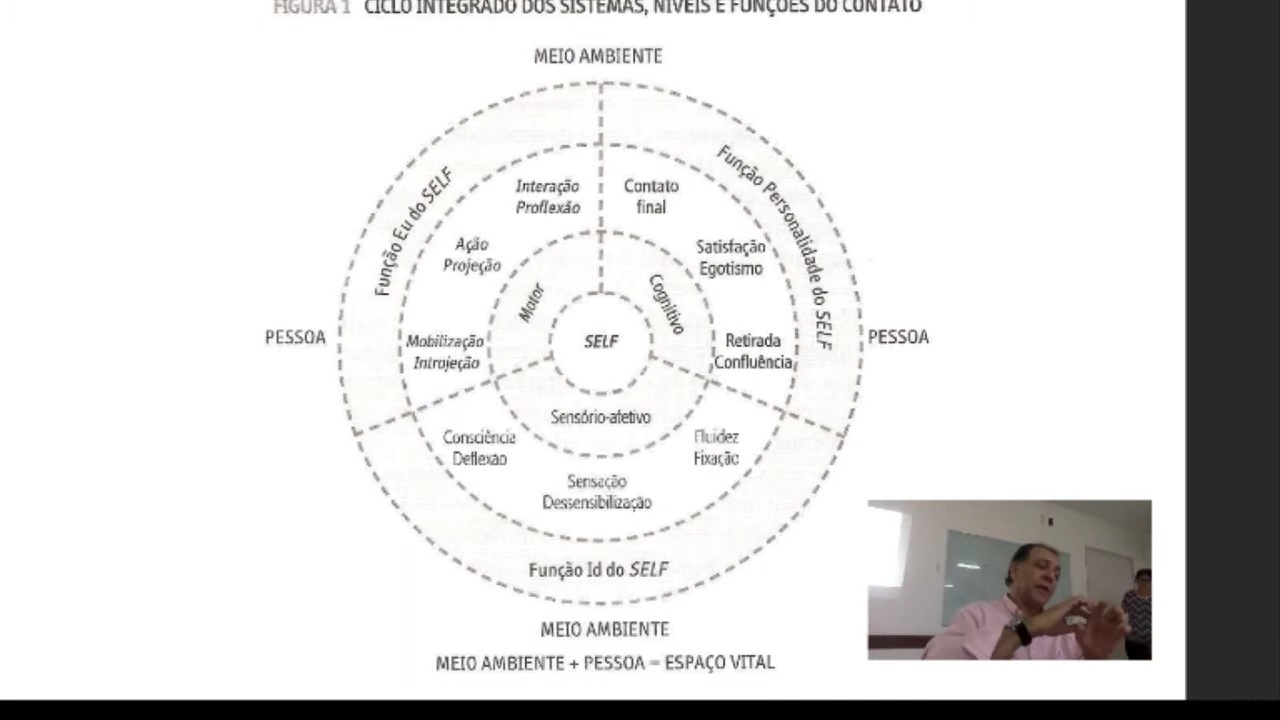 FIGURA 1 CICLO INTEGRADO DOS SISTEMAS, NÍVEIS E FUNÇÕES DO CONTATO
MEIO AMBIENTE
Função Eu do SELF
Função Personalidade do SELF
Interação
Proflexão
Contato
final
Ação
Projeção
Satisfação
Egotismo
Motor
Cognitivo
PESSOA
Mobilização
Introjeção
SELF
Retirada
Confluência
PESSOA
Sensório-afetivo
Consciência
Deflexão
Fluidez
Fixação
Sensação
Dessensibilização
Função Id do SELF
MEIO AMBIENTE
MEIO AMBIENTE + PESSOA = ESPAÇO VITAL